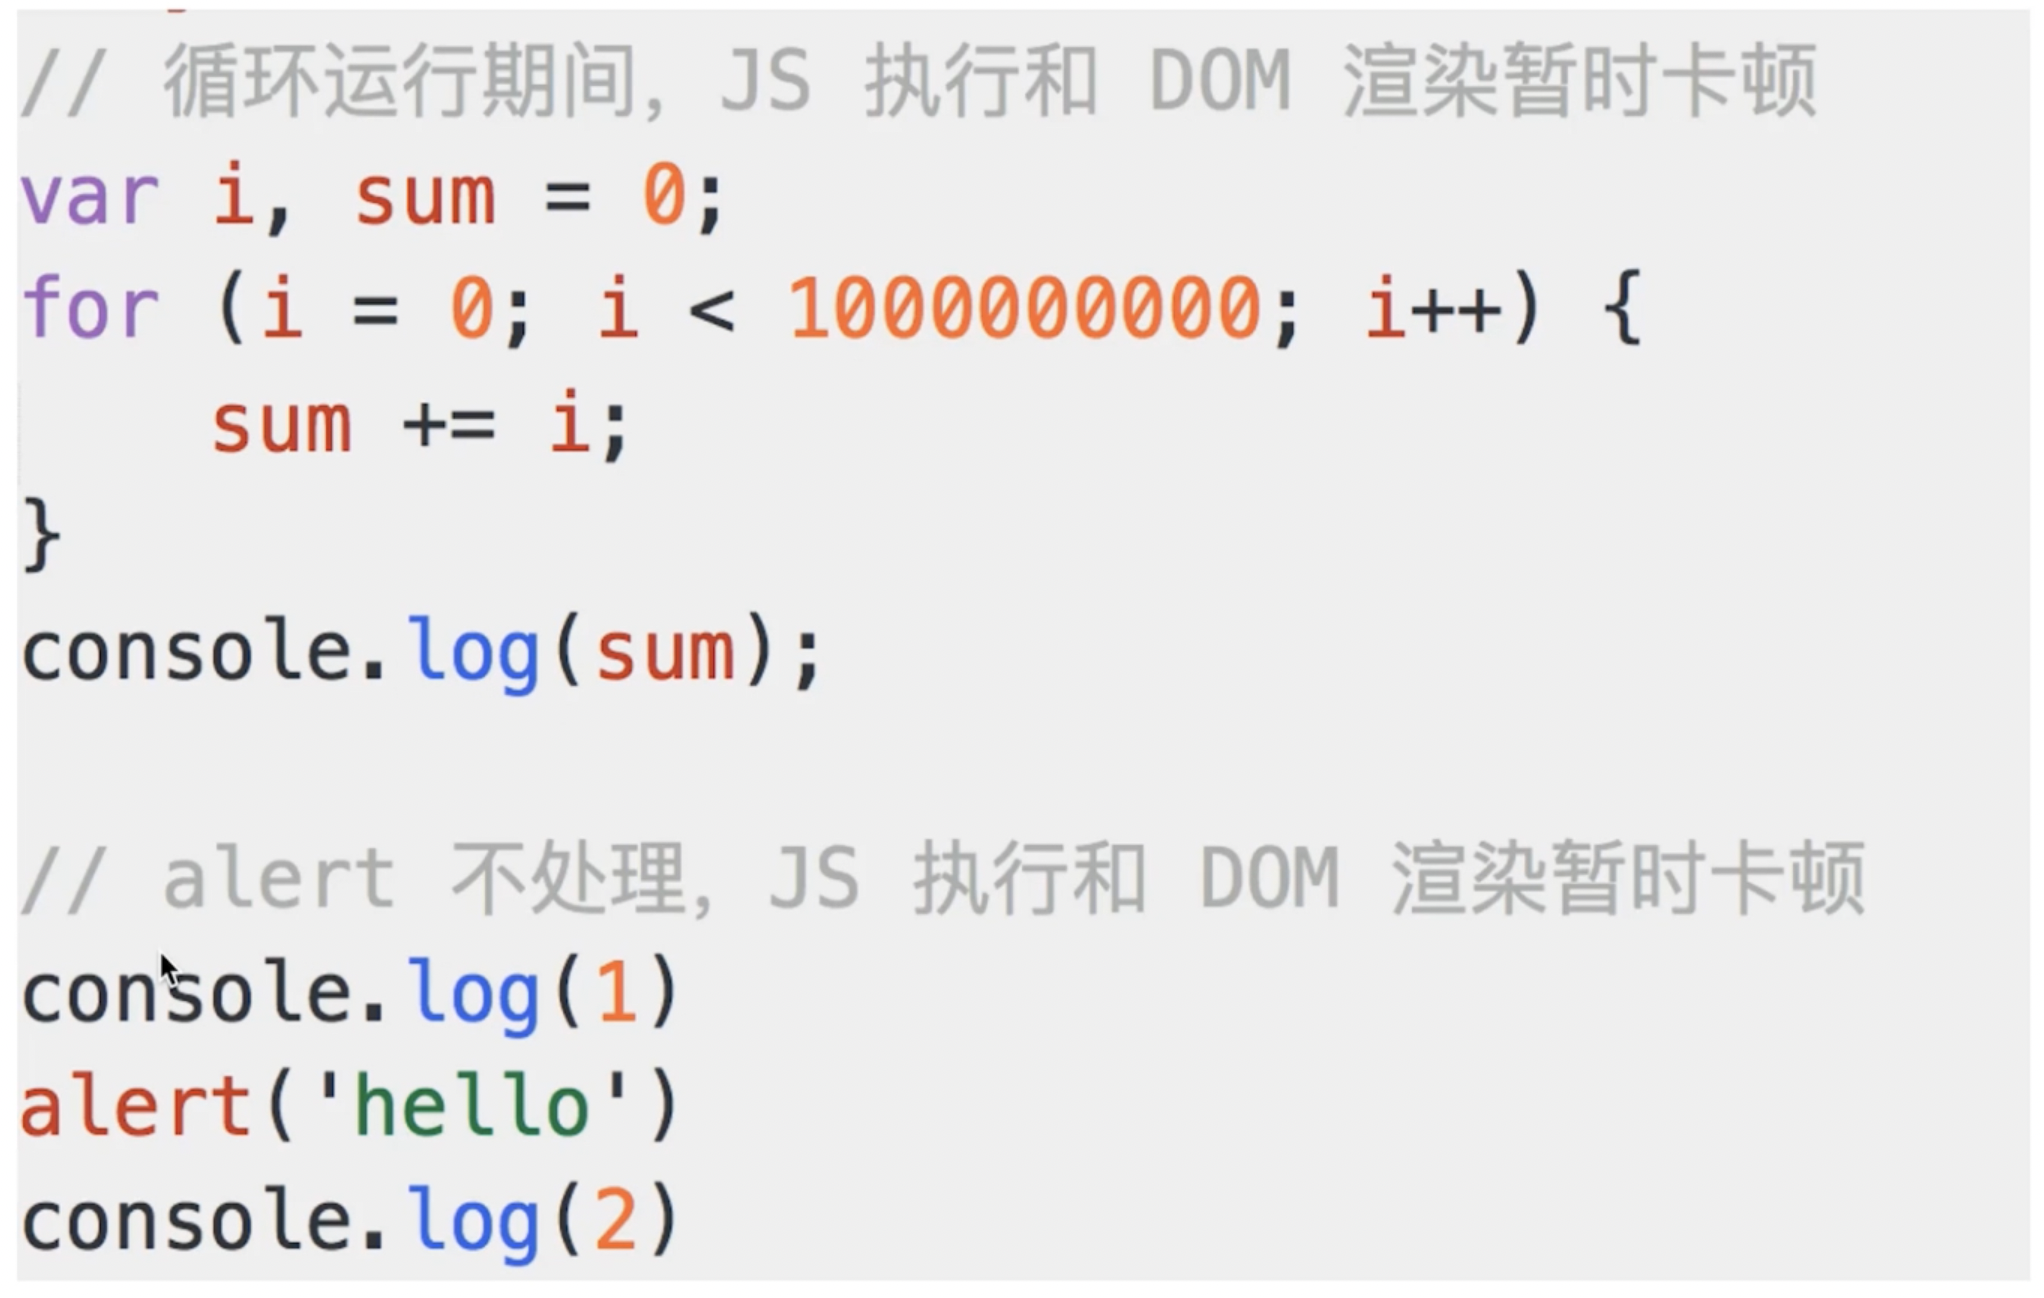 // 循环运行期间，JS 执行和 DOM 渲染暂时卡顿
var i, sum = 0;
for (i = 0; i < 1000000000; i++) {
    sum += i;
}
console.log(sum);
// alert 不处理，JS 执行和 DOM 渲染暂时卡顿
console.log(1)
alert('hello')
console.log(2)